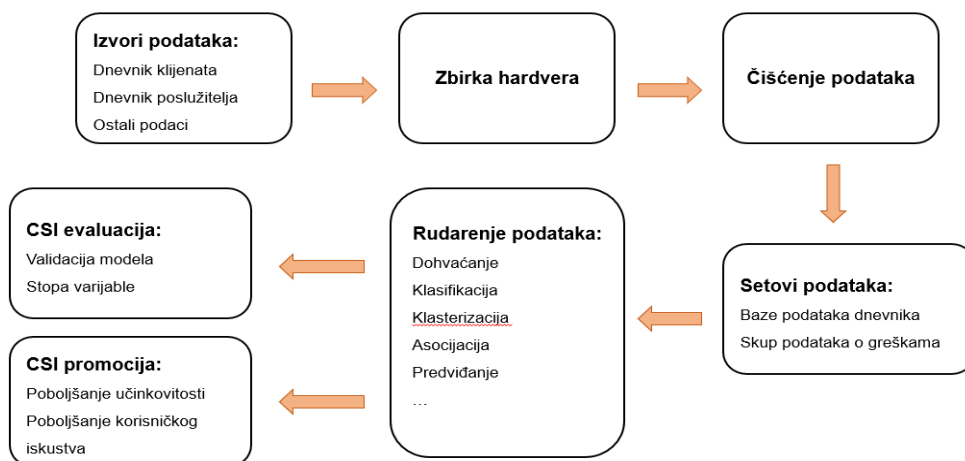 Izvori podataka:
Dnevnik klijenata
Dnevnik poslužitelja
Ostali podaci
Zbirka hardvera
Čišćenje podataka
Setovi podataka:
Baze podataka dnevnika
Skup podataka o greškama
Rudarenje podataka:
Dohvaćanje
Klasifikacija
Klasterizacija
Asocijacija
Predviđanje
…
CSI evaluacija:
Validacija modela
Stopa varijable
CSI promocija:
Poboljšanje učinkovitosti
Poboljšanje korisničkog
iskustva